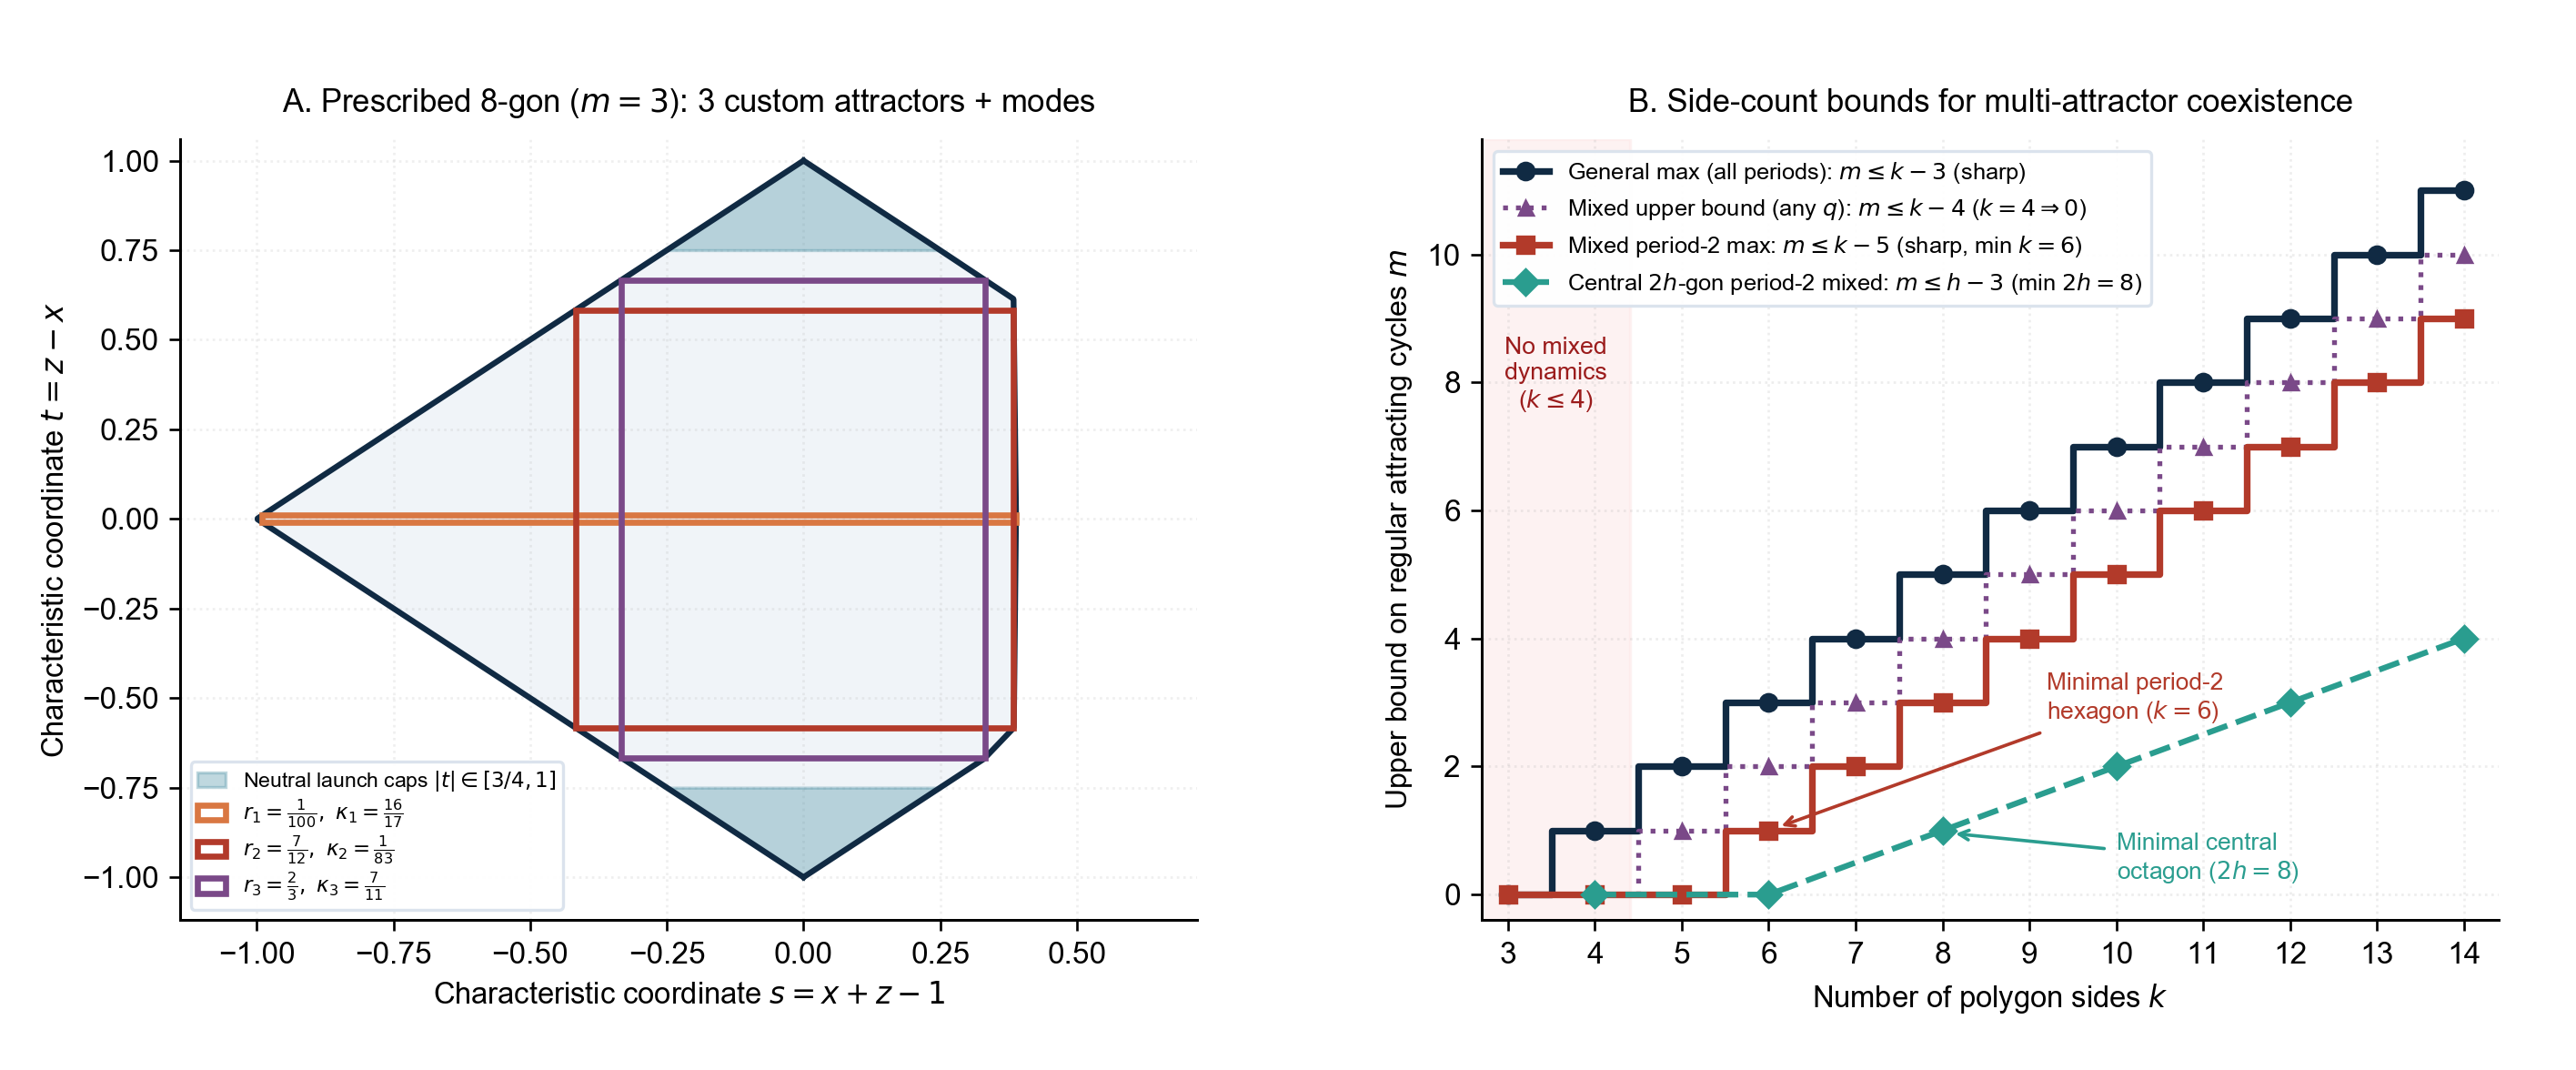 A. Prescribed 8-gon (m = 3): 3 custom attractors + modes
Characteristic coordinate t = z − x
1.00
0.75
0.50
0.25
0.00
−0.25
−0.50
−0.75
−1.00
Neutral launch caps |t| ∈ [3/4, 1]
r₁ = 1/100, κ₁ = 16/17
r₂ = 7/12, κ₂ = 1/83
r₃ = 2/3, κ₃ = 7/11
−1.00 −0.75 −0.50 −0.25 0.00 0.25 0.50
Characteristic coordinate s = x + z − 1
B. Side-count bounds for multi-attractor coexistence
Upper bound on regular attracting cycles m
10
8
6
4
2
0
General max (all periods): m ≤ k − 3 (sharp)
Mixed upper bound (any q): m ≤ k − 4 (k = 4 ⇒ 0)
Mixed period-2 max: m ≤ k − 5 (sharp, min k = 6)
Central 2h-gon period-2 mixed: m ≤ h − 3 (min 2h = 8)
No mixed
dynamics
(k ≤ 4)
Minimal period-2
hexagon (k = 6)
Minimal central
octagon (2h = 8)
3 4 5 6 7 8 9 10 11 12 13 14
Number of polygon sides k